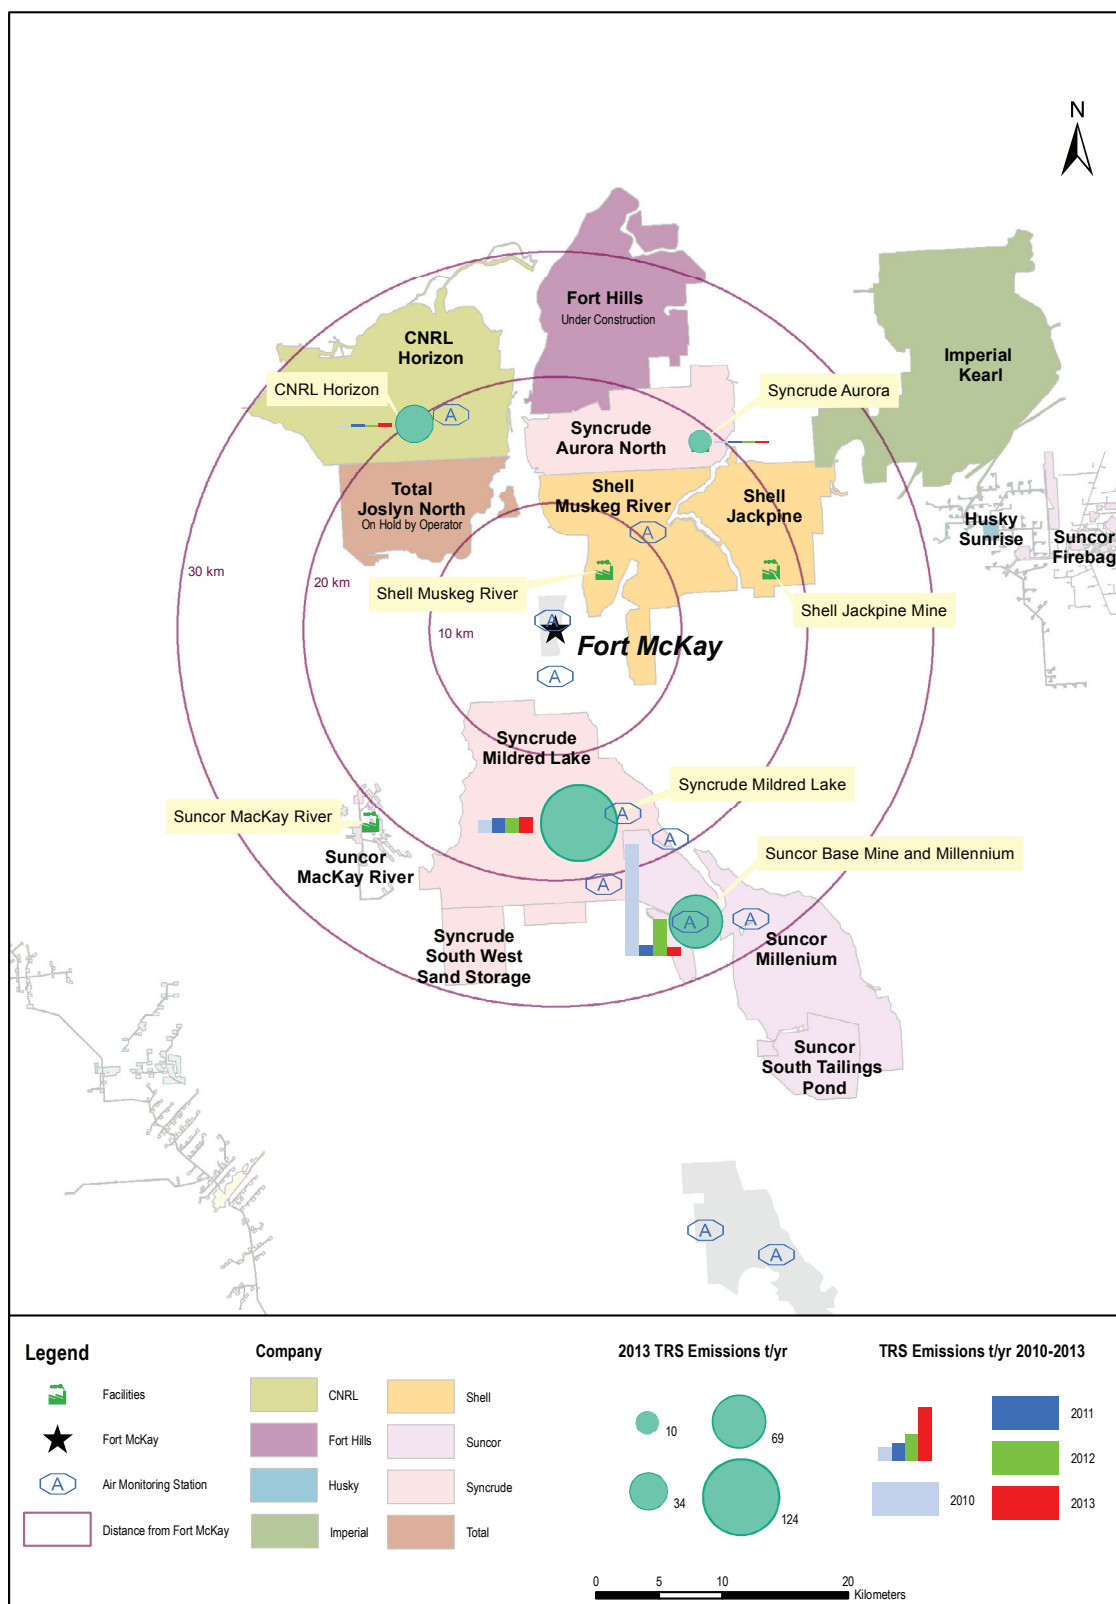 N
Fort Hills
Under Construction
CNRL
Horizon
Imperial
Kearl
CNRL Horizon
A
Syncrude Aurora
Syncrude
Aurora North
Total
Joslyn North
On Hold by Operator
Shell
Muskeg River
Shell
Jackpine
A
Husky
Sunrise
Suncor
Firebag
30 km
20 km
10 km
Shell Muskeg River
Shell Jackpine Mine
A
Fort McKay
A
Syncrude
Mildred Lake
Syncrude Mildred Lake
A
Suncor MacKay River
A
Suncor Base Mine and Millennium
Suncor
MacKay River
A
A
A
Syncrude
South West
Sand Storage
Suncor
Millenium
Suncor
South Tailings
Pond
A
A
Legend
Facilities
Fort McKay
A
Air Monitoring Station
Distance from Fort McKay
Company
CNRL
Fort Hills
Husky
Imperial
Shell
Suncor
Syncrude
Total
2013 TRS Emissions t/yr
10
69
34
124
TRS Emissions t/yr 2010-2013
2010
2011
2012
2013
0 5 10 20
Kilometers